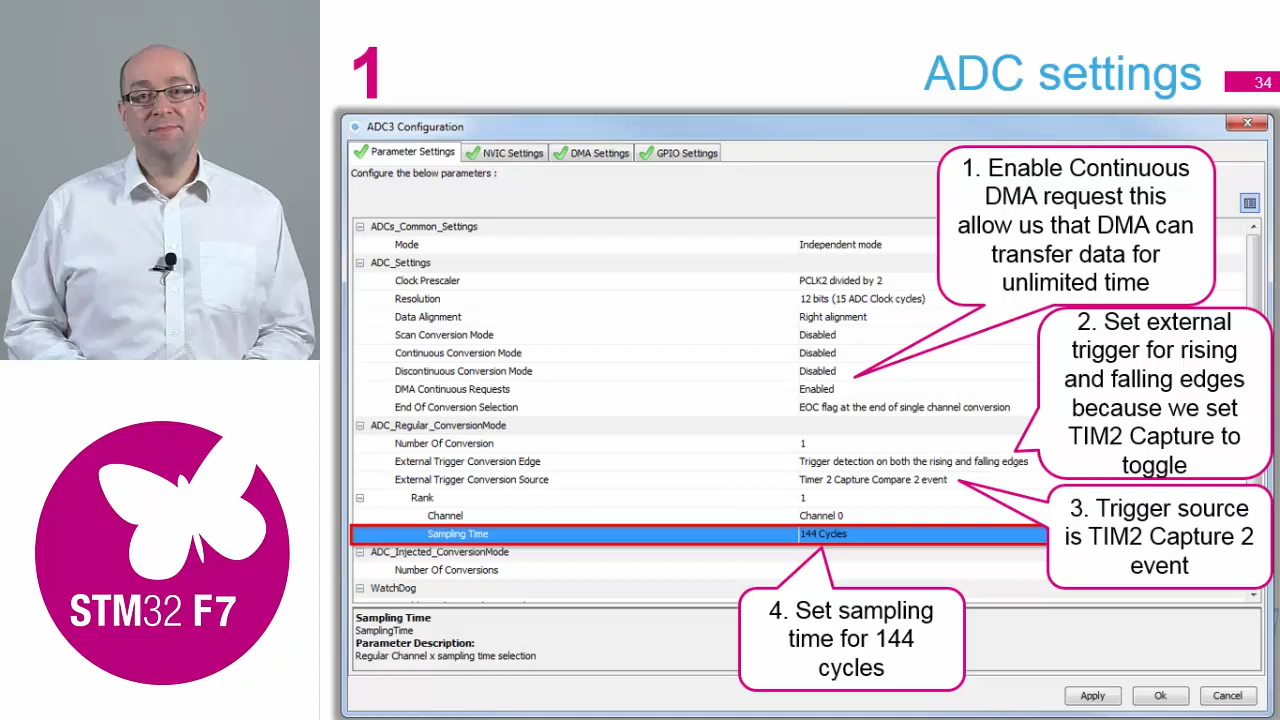 1
ADC settings
34
ADC3 Configuration
Parameter Settings
NVIC Settings
DMA Settings
GPIO Settings
Configure the below parameters :
ADCs_Common_Settings
Mode Independent mode
ADC_Settings
Clock Prescaler PCLK2 divided by 2
Resolution 12 bits (15 ADC Clock cycles)
Data Alignment Right alignment
Scan Conversion Mode Disabled
Continuous Conversion Mode Disabled
Discontinuous Conversion Mode Disabled
DMA Continuous Requests Enabled
End Of Conversion Selection EOC flag at the end of single channel conversion
ADC_Regular_ConversionMode
Number Of Conversion 1
External Trigger Conversion Edge Trigger detection on both the rising and falling edges
External Trigger Conversion Source Timer 2 Capture Compare 2 event
Rank 1
Channel Channel 0
Sampling Time 144 Cycles
ADC_Injected_ConversionMode
Number Of Conversions
WatchDog
Sampling Time
SamplingTime
Parameter Description:
Regular Channel x sampling time selection
Apply
Ok
Cancel
1. Enable Continuous
DMA request this
allow us that DMA can
transfer data for
unlimited time
2. Set external
trigger for rising
and falling edges
because we set
TIM2 Capture to
toggle
3. Trigger source
is TIM2 Capture 2
event
4. Set sampling
time for 144
cycles
STM32 F7